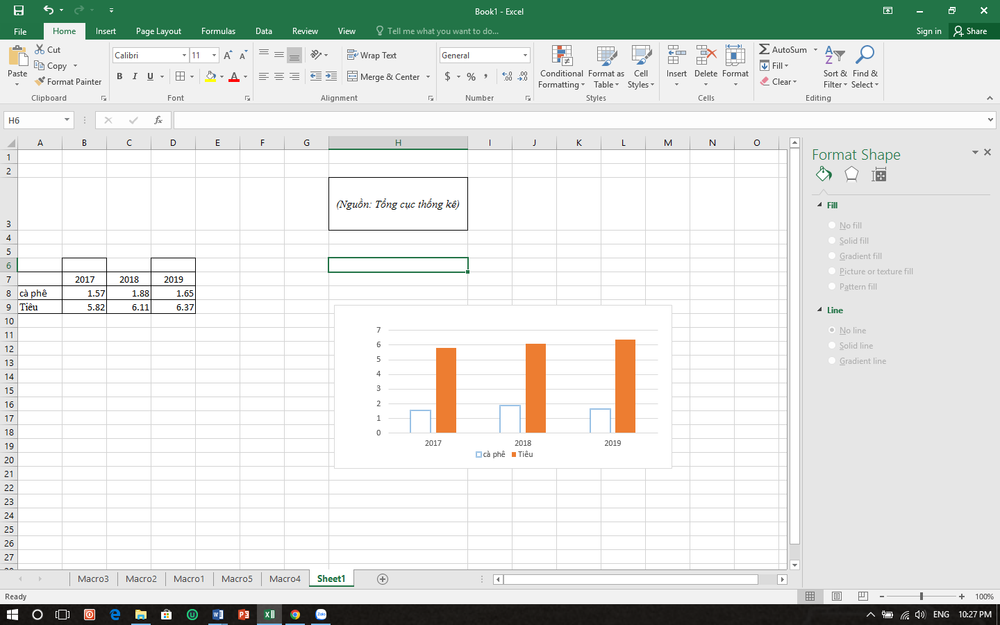 Book1 - Excel
File Home Insert Page Layout Formulas Data Review View Tell me what you want to do... Sign in Share
Paste Cut Copy Format Painter Clipboard
Calibri 11 B I U A A A Font
Wrap Text Merge & Center Alignment
General $ % , Number
Conditional Formatting Format as Table Cell Styles Styles
Insert Delete Format Cells
AutoSum Fill Clear Sort & Filter Find & Select Editing
H6 fx
A B C D E F G H I J K L M N O
1
2
3 (Nguồn: Tổng cục thống kê)
4
5
6
7 2017 2018 2019
8 cà phê 1.57 1.88 1.65
9 Tiêu 5.82 6.11 6.37
10
11
12
13
14
15
16
17
18
19
20
21
22
23
24
25
26
27
7
6
5
4
3
2
1
0
2017 2018 2019
cà phê Tiêu
Format Shape
Fill
No fill
Solid fill
Gradient fill
Picture or texture fill
Pattern fill
Line
No line
Solid line
Gradient line
Macro3 Macro2 Macro1 Macro5 Macro4 Sheet1
Ready 100%
ENG 10:27 PM